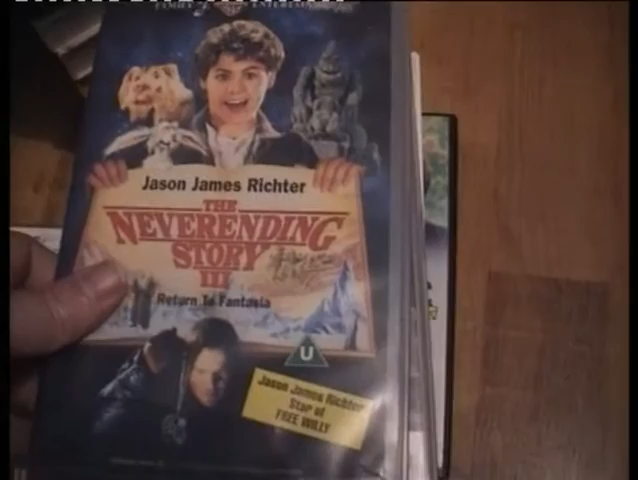 Jason James Richter
THE
NEVERENDING
STORY
III
Return To Fantasia
U
Jason James Richter
Star of
FREE WILLY